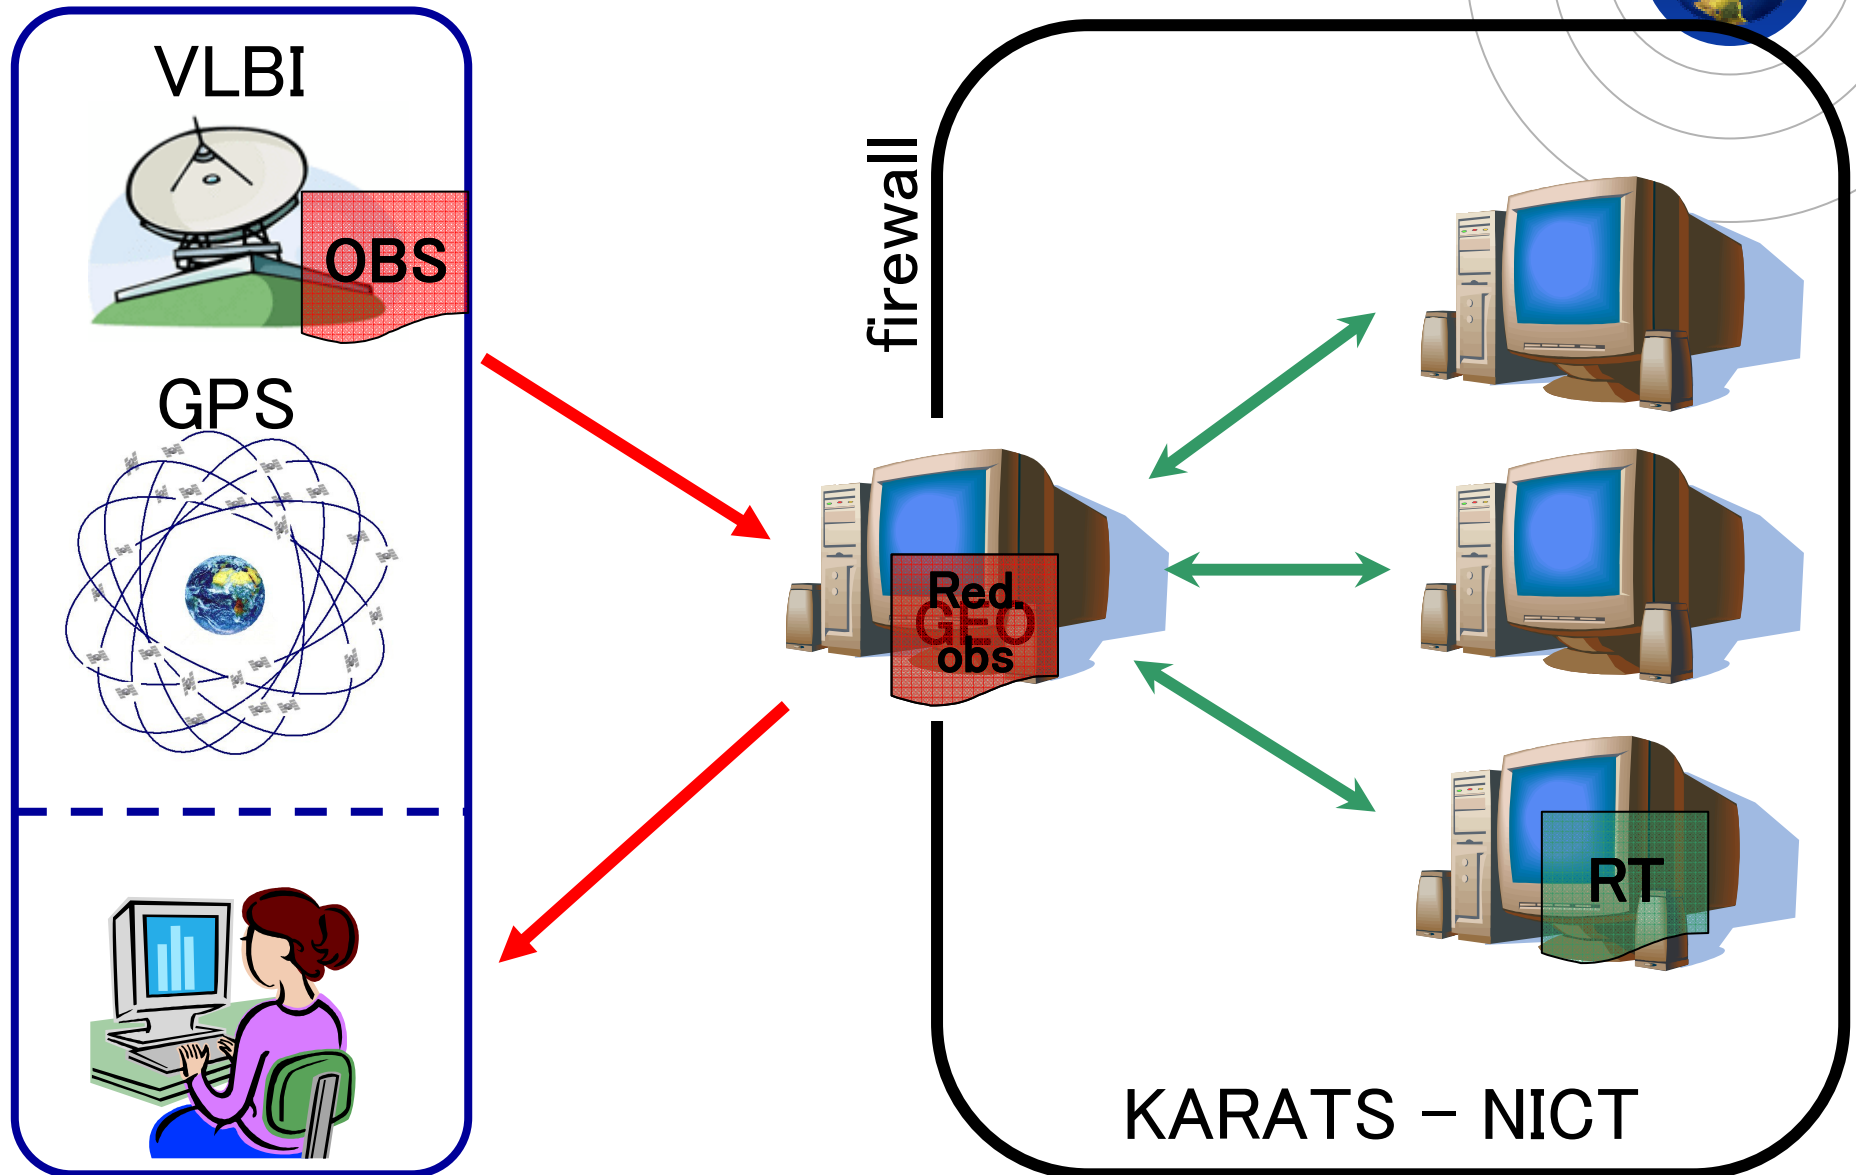 VLBI
OBS
GPS
firewall
Red.
GEO
obs
RT
KARATS – NICT